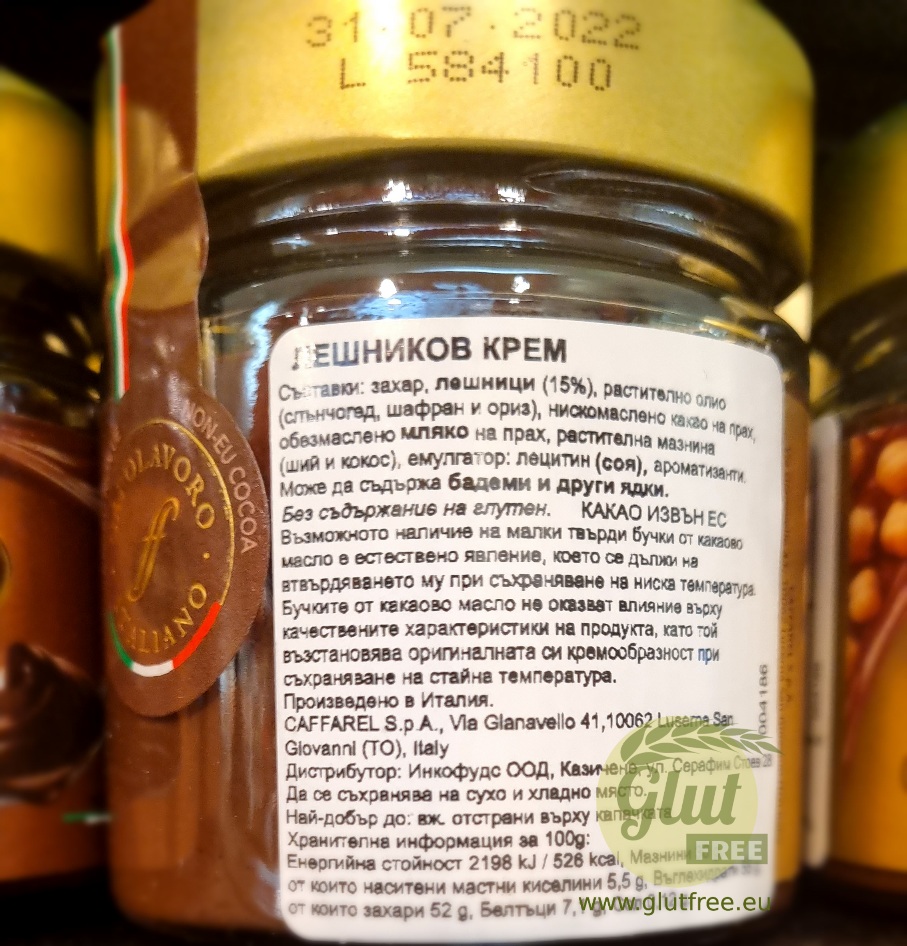 31.07.2022
L 584100
NON-EU COCOA
OLAVORO
ALIANO
ЛЕШНИКОВ КРЕМ
Съставки: захар, лешници (15%), растително олио
(слънчоглед, шафран и ориз), нискомаслено какао на прах,
обезмаслено мляко на прах, растителна мазнина
(ший и кокос), емулгатор: лецитин (соя), ароматизанти.
Може да съдържа бадеми и други ядки.
Без съдържание на глутен. КАКАО ИЗВЪН ЕС
Възможното наличие на малки твърди бучки от какаово
масло е естествено явление, което се дължи на
втвърдяването му при съхраняване на ниска температура.
Бучките от какаово масло не оказват влияние върху
качествените характеристики на продукта, като той
възстановява оригиналната си кремообразност при
съхраняване на стайна температура.
Произведено в Италия.
CAFFAREL S.p.A., Via Gianavello 41,10062 Luserna San
Giovanni (TO), Italy
Дистрибутор: Инкофудс ООД, Казичене, ул. Серафим Стоев 28
Да се съхранява на сухо и хладно място.
Най-добър до: вж. отстрани върху капачката
Хранителна информация за 100g:
Енергийна стойност 2198 kJ / 526 kcal, Мазнини
от които наситени мастни киселини 5,5 g, Въглехидрати
от които захари 52 g, Белтъци
004186
Glut
FREE
www.glutfree.eu